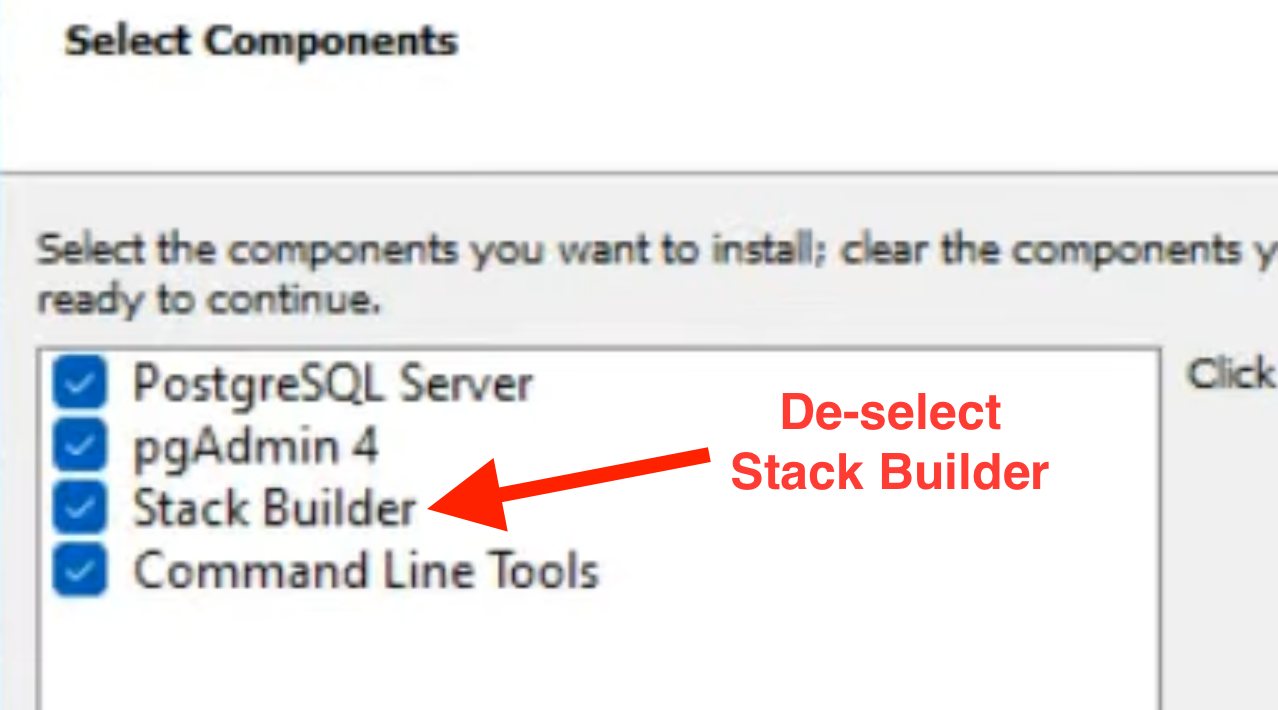 Select Components
Select the components you want to install; clear the components y
ready to continue.
PostgreSQL Server
pgAdmin 4
Stack Builder
Command Line Tools
De-select
Stack Builder
Click